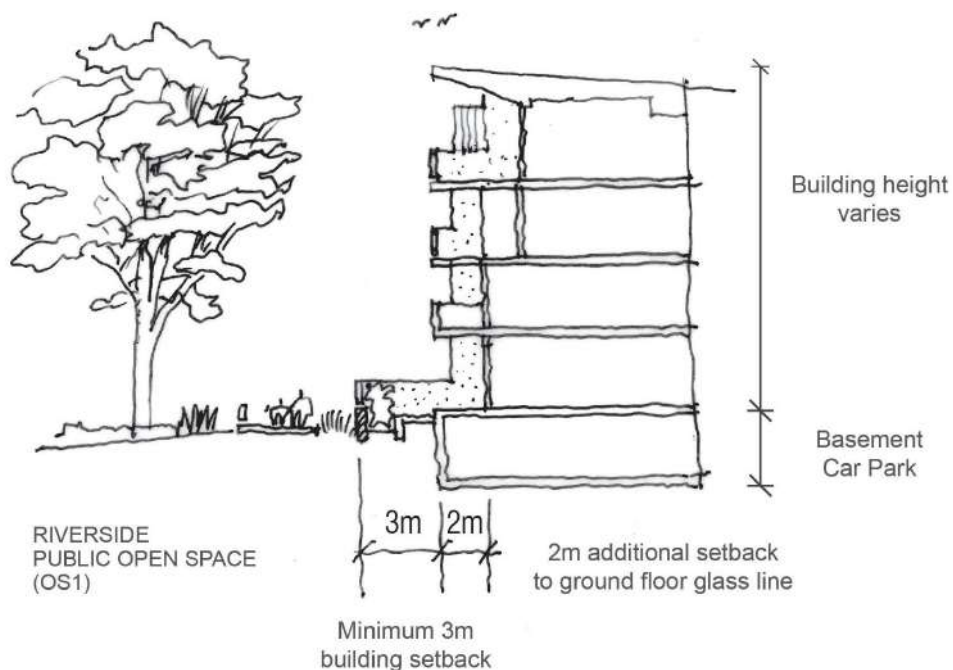 Building height
varies
Basement
Car Park
3m
2m
RIVERSIDE
PUBLIC OPEN SPACE
(OS1)
2m additional setback
to ground floor glass line
Minimum 3m
building setback